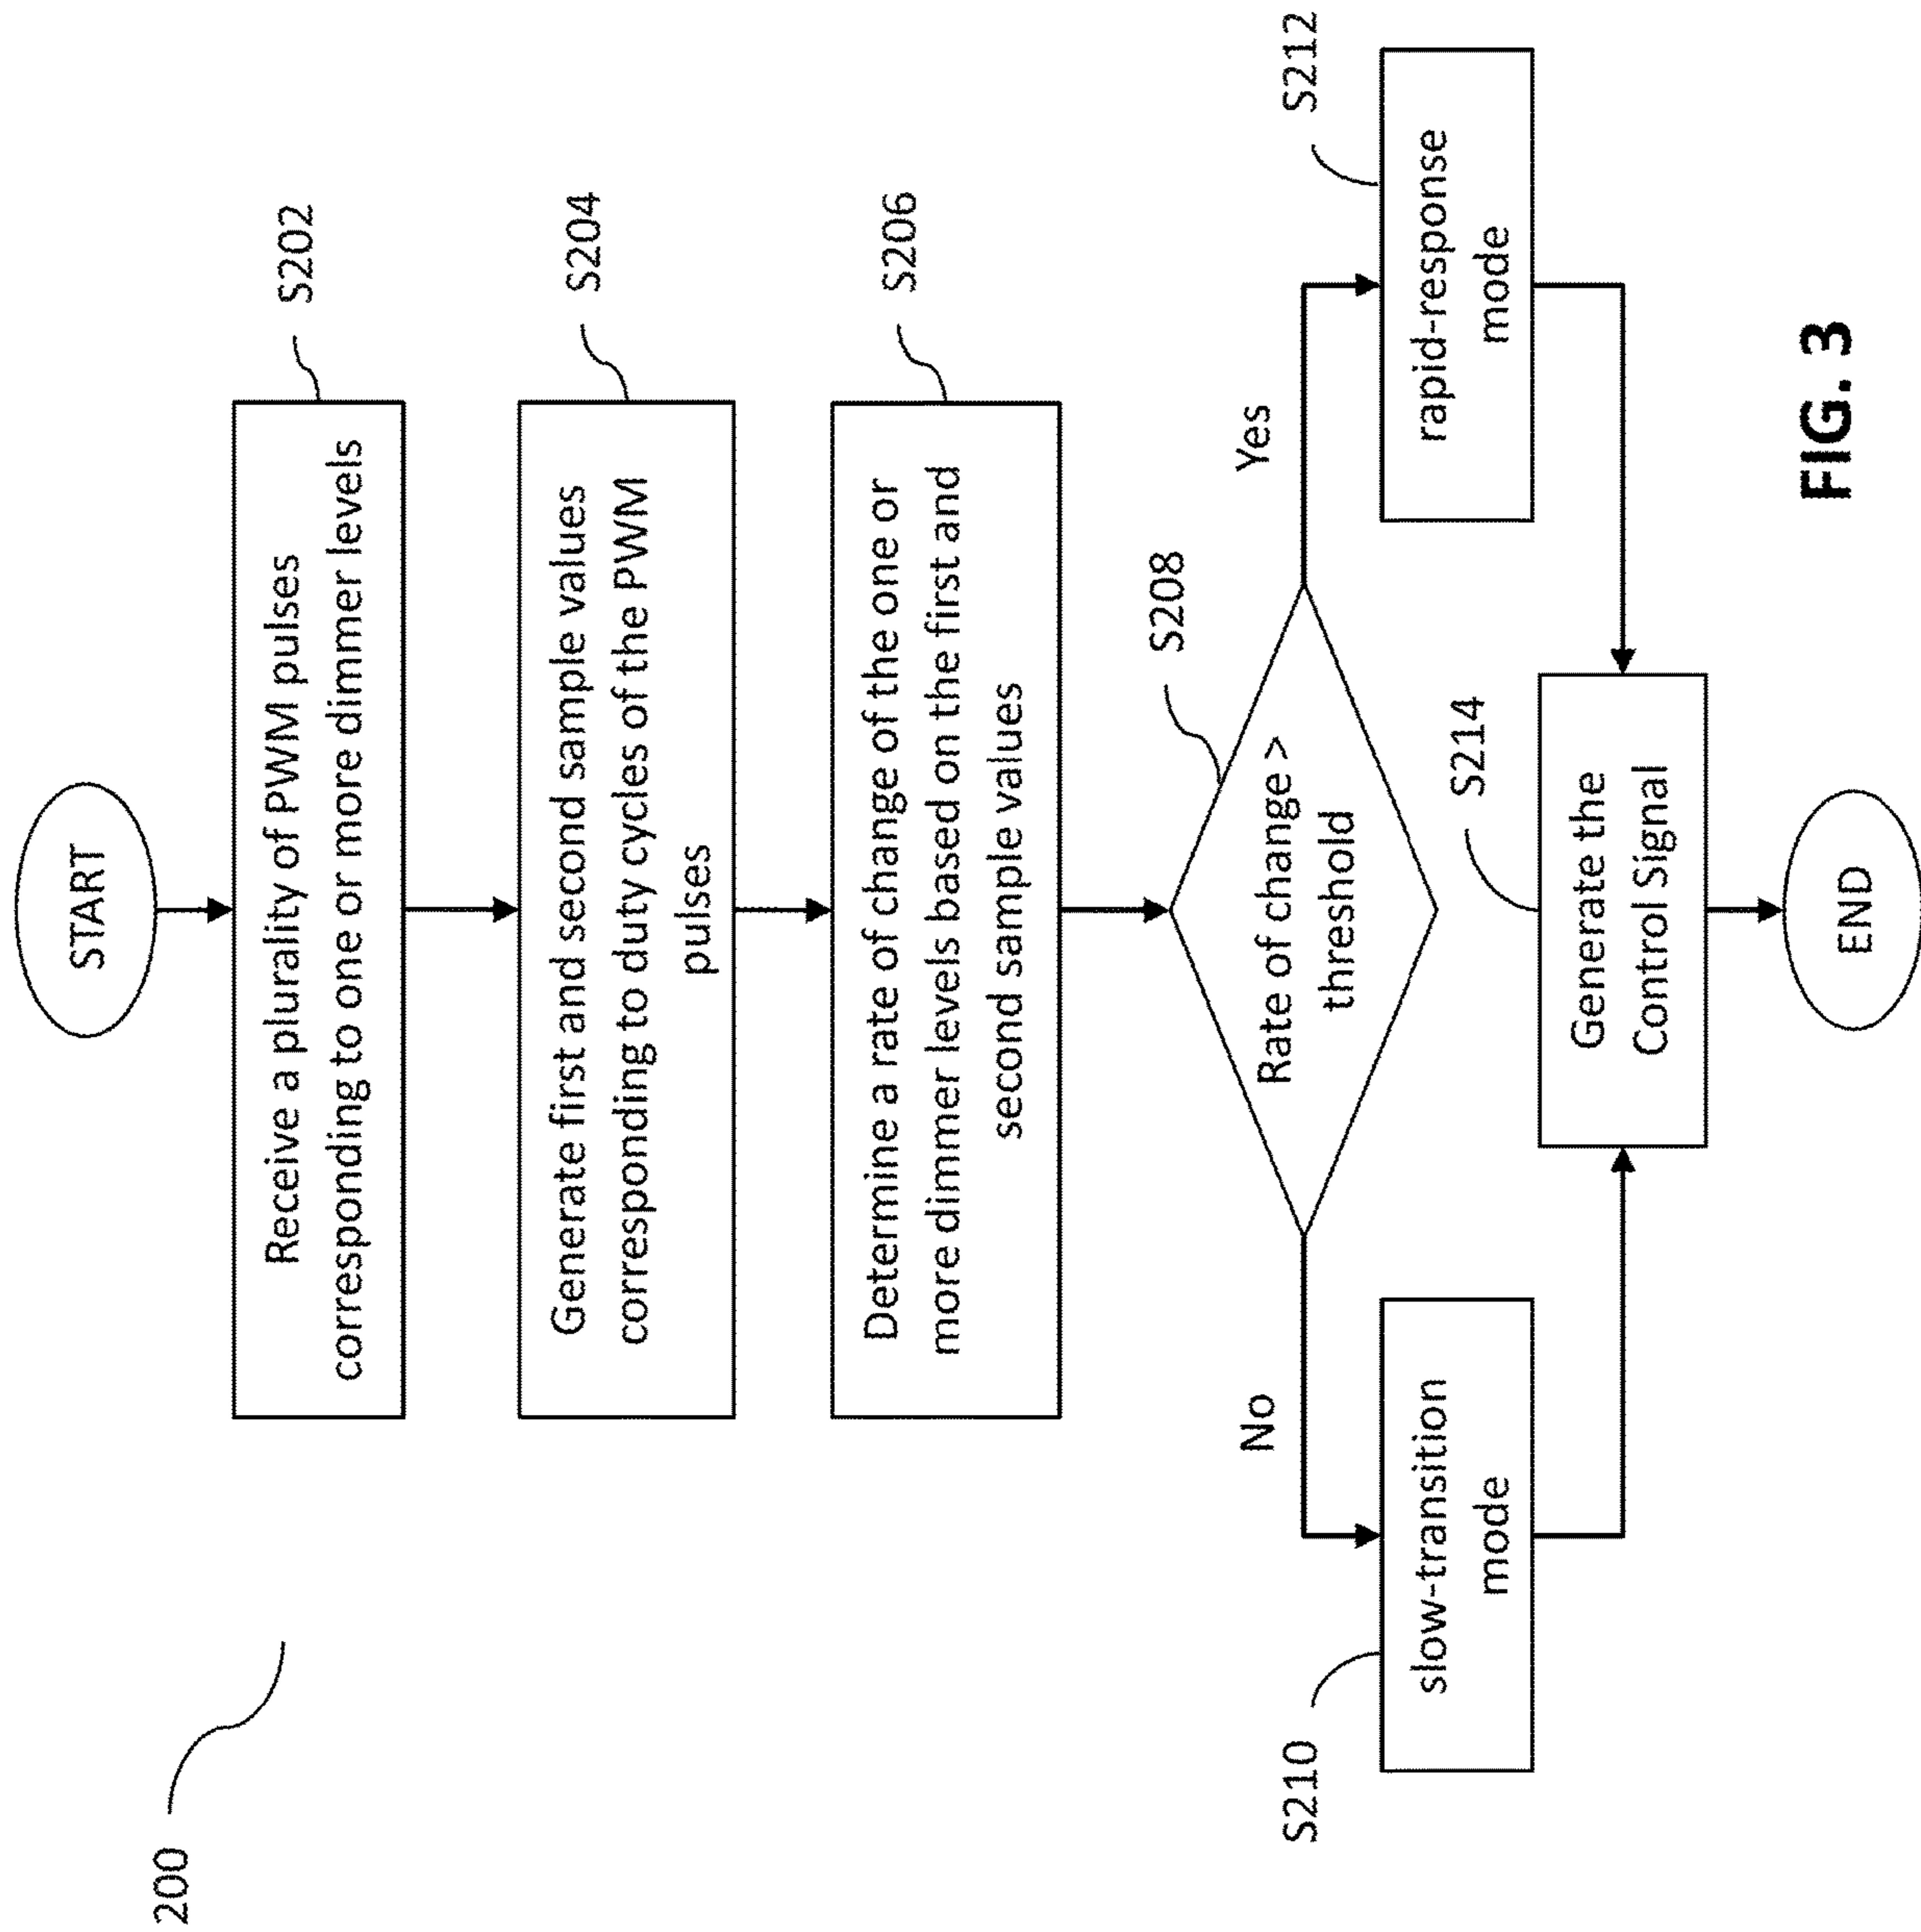 200
START
Receive a plurality of PWM pulses
corresponding to one or more dimmer levels
S202
Generate first and second sample values
corresponding to duty cycles of the PWM
pulses
S204
Determine a rate of change of the one or
more dimmer levels based on the first and
second sample values
S206
Rate of change >
threshold
S208
No
Yes
S210
slow-transition
mode
rapid-response
mode
S212
S214
Generate the
Control Signal
END
FIG. 3